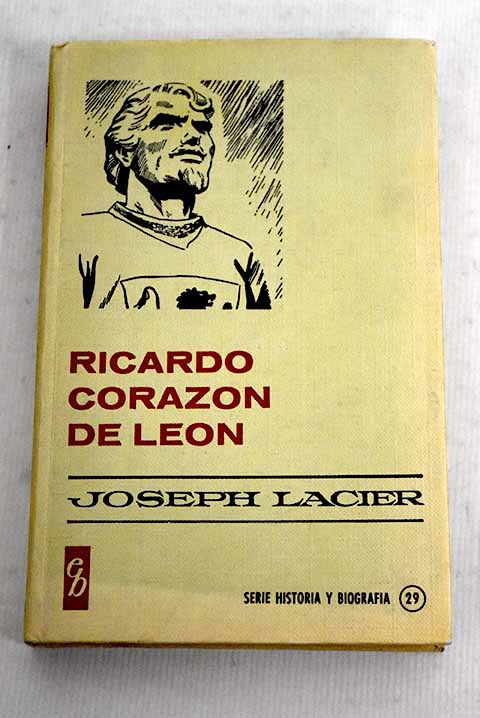 RICARDO
CORAZON
DE LEON
JOSEPH LACIER
eb
SERIE HISTORIA Y BIOGRAFIA 29